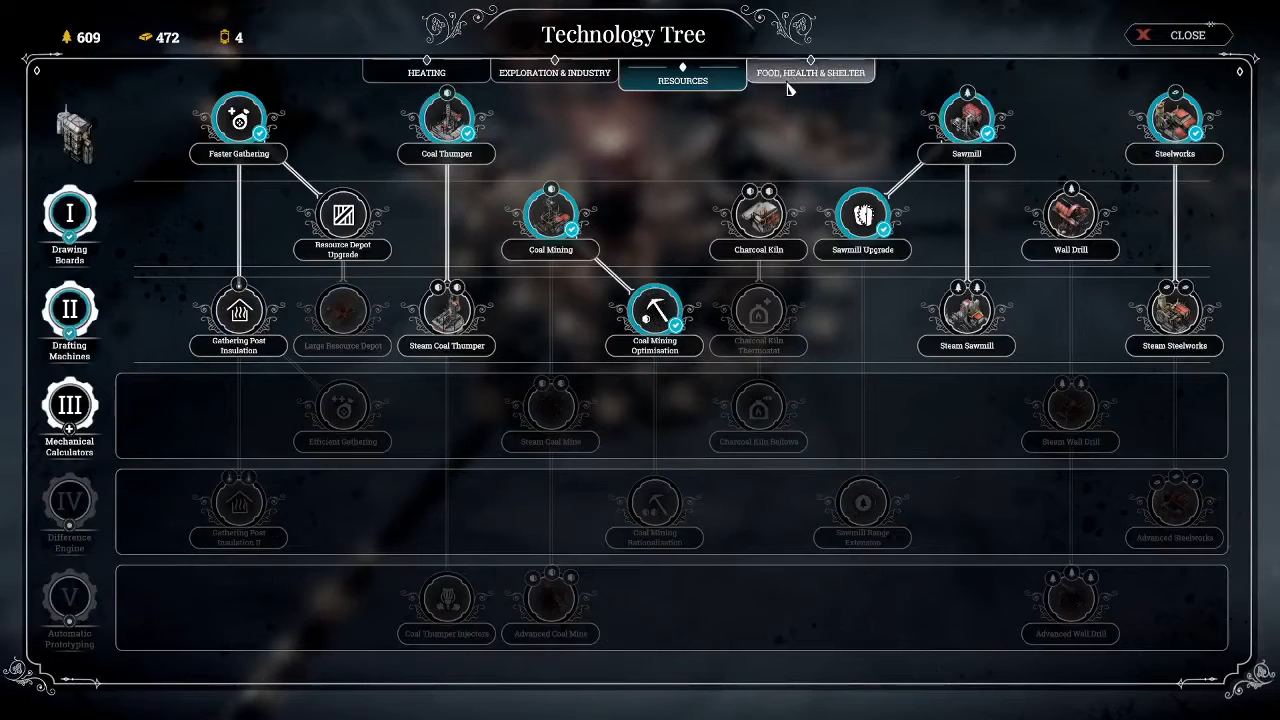 609
472
4
Technology Tree
CLOSE
HEATING
EXPLORATION & INDUSTRY
RESOURCES
FOOD, HEALTH & SHELTER
Faster Gathering
Coal Thumper
Sawmill
Steelworks
I
Drawing
Boards
Resource Depot
Upgrade
Coal Mining
Charcoal Kiln
Sawmill Upgrade
Wall Drill
II
Drafting
Machines
Gathering Post
Insulation
Large Resource Depot
Steam Coal Thumper
Coal Mining
Optimisation
Charcoal Kiln
Thermostat
Steam Sawmill
Steam Steelworks
III
Mechanical
Calculators
Efficient Gathering
Steam Coal Mine
Charcoal Kiln Bellows
Steam Wall Drill
IV
Difference
Engine
Gathering Post
Insulation II
Coal Mining
Rationalisation
Sawmill Range
Extension
Advanced Steelworks
V
Automatic
Prototyping
Coal Thumper Injectors
Advanced Coal Mine
Advanced Wall Drill